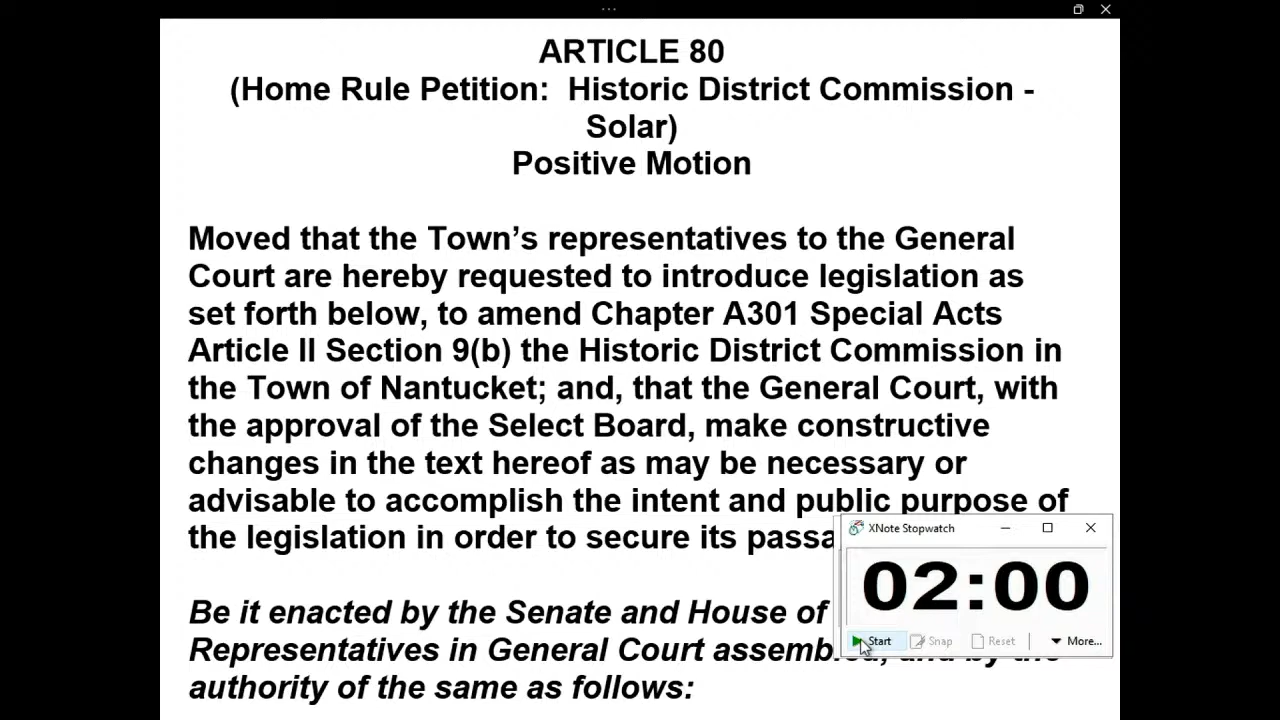 ARTICLE 80
(Home Rule Petition: Historic District Commission -
Solar)
Positive Motion
Moved that the Town's representatives to the General
Court are hereby requested to introduce legislation as
set forth below, to amend Chapter A301 Special Acts
Article II Section 9(b) the Historic District Commission in
the Town of Nantucket; and, that the General Court, with
the approval of the Select Board, make constructive
changes in the text hereof as may be necessary or
advisable to accomplish the intent and public purpose of
the legislation in order to secure its
Be it enacted by the Senate and House of
Representatives in General Court
authority of the same as follows:
XNote Stopwatch
02:00
Start Snap Reset More...